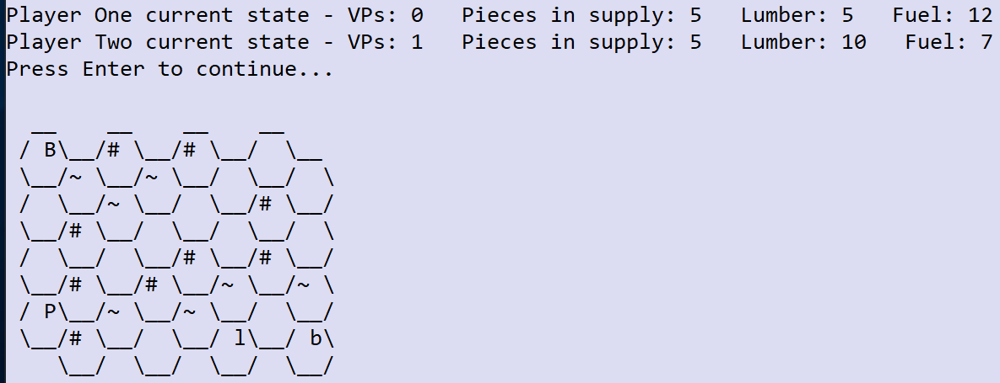 Player One current state - VPs: 0   Pieces in supply: 5   Lumber: 5   Fuel: 12
Player Two current state - VPs: 1   Pieces in supply: 5   Lumber: 10   Fuel: 7
Press Enter to continue...

  __    __    __    __
 / B\__/# \__/# \__/  \__
 \__/~ \__/~ \__/  \__/  \
 /  \__/~ \__/  \__/# \__/
 \__/# \__/  \__/  \__/  \
 /  \__/  \__/# \__/# \__/
 \__/# \__/# \__/~ \__/~ \
 / P\__/~ \__/~ \__/  \__/
 \__/# \__/  \__/ l\__/ b\
    \__/  \__/  \__/  \__/